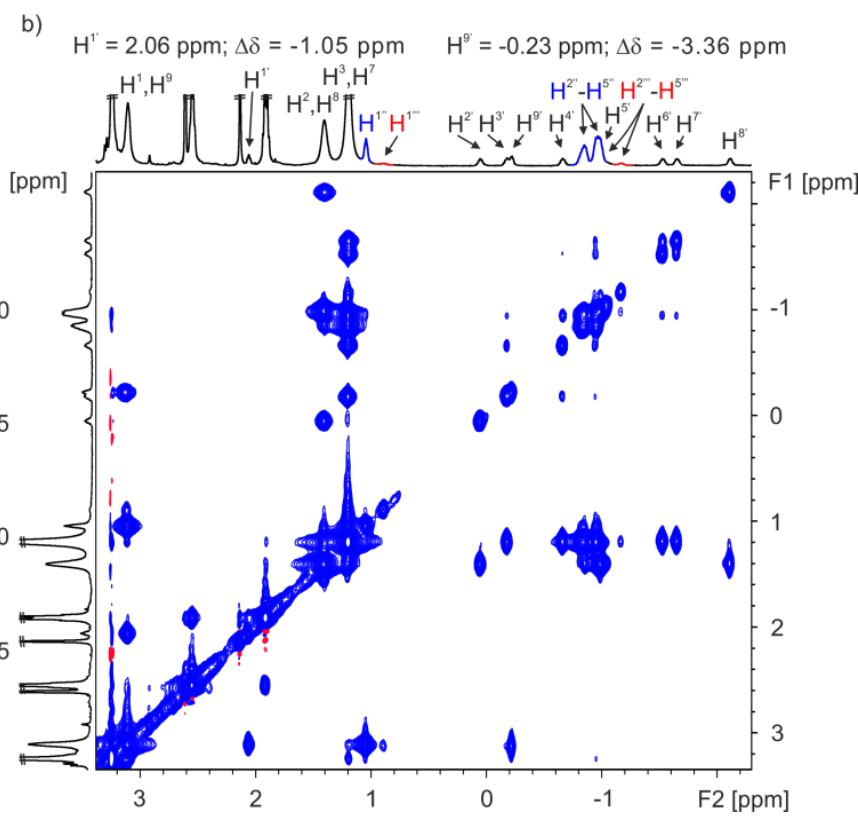 b)
H¹' = 2.06 ppm; Δδ = -1.05 ppm H⁹' = -0.23 ppm; Δδ = -3.36 ppm
H¹,H⁹ H¹' H³,H⁷ H²,H⁸ H¹'' H¹''' H²' H³' H⁹' H⁴' H²''-H⁵'' H⁵' H²'''-H⁵''' H⁶' H⁷' H⁸'
[ppm] F1 [ppm]
0 -1
5 0
0 1
2
5
3
3 2 1 0 -1 F2 [ppm]